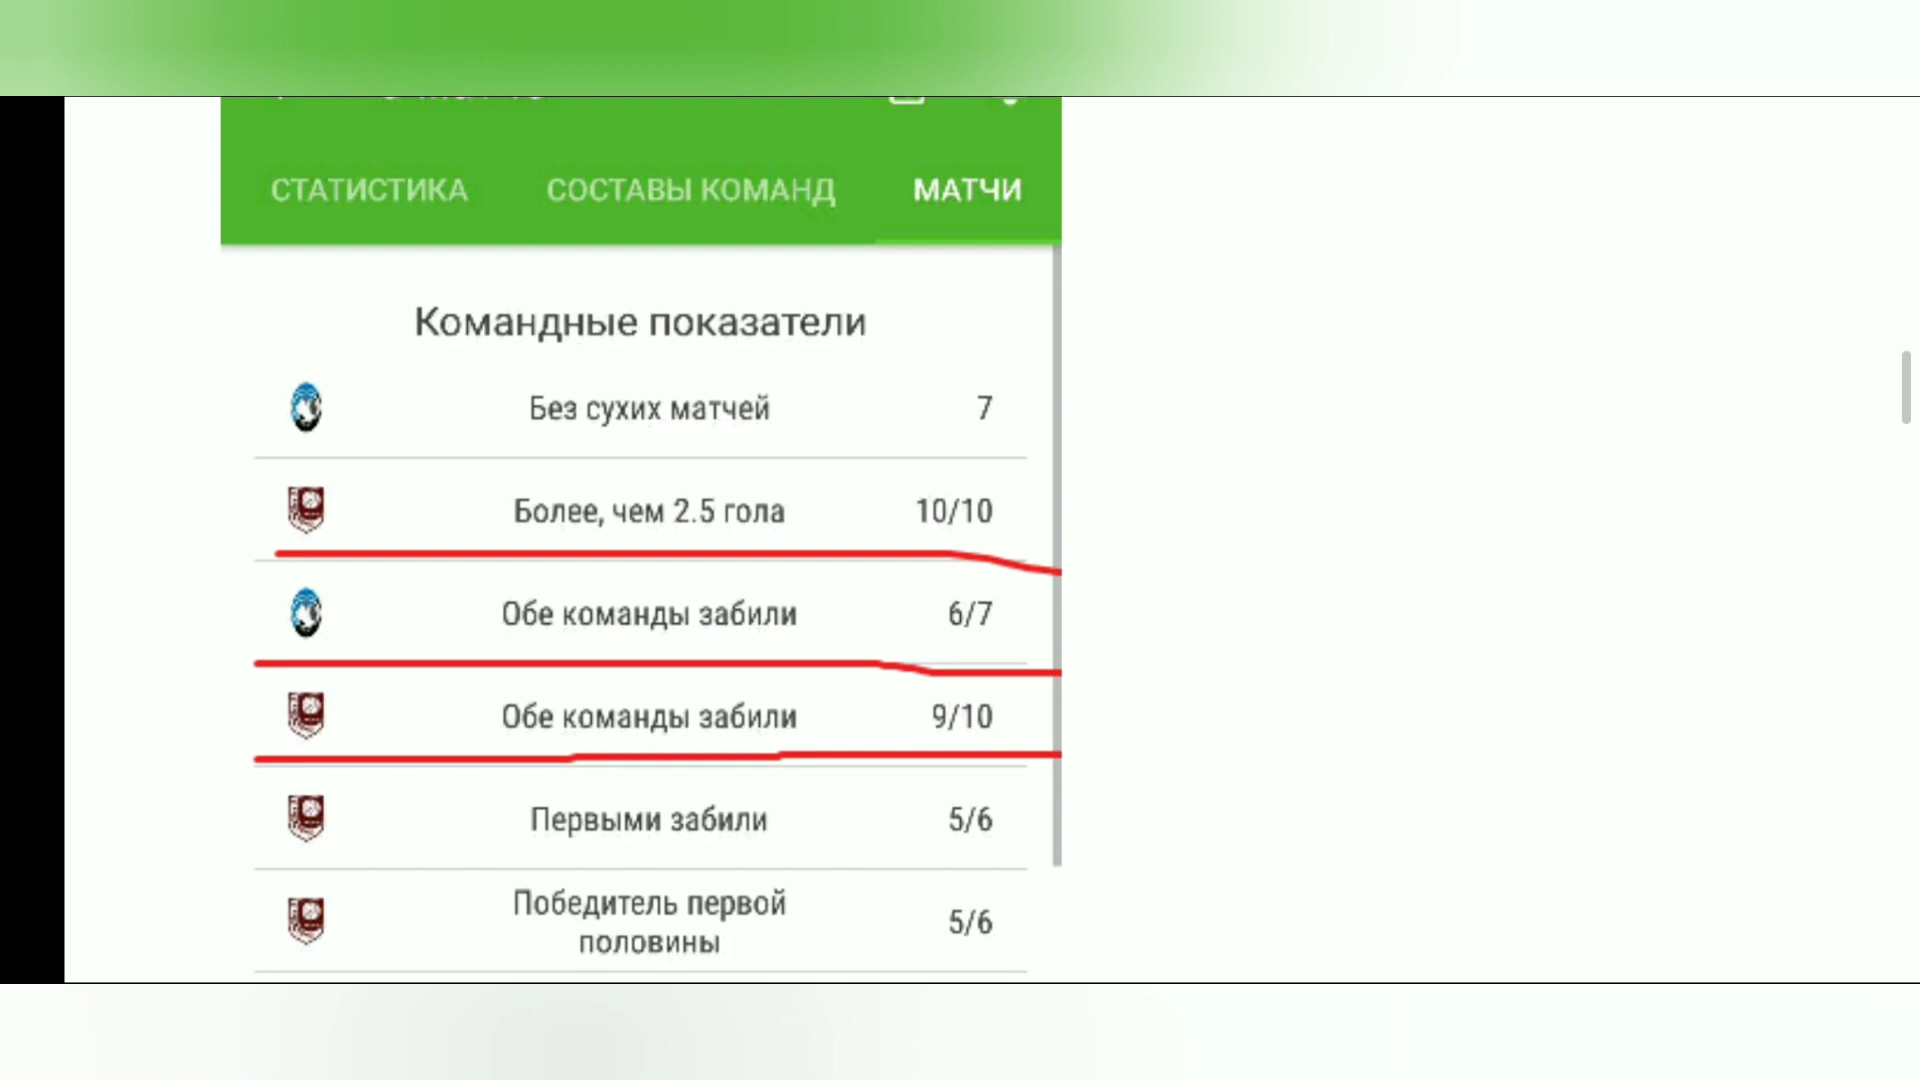 СТАТИСТИКА СОСТАВЫ КОМАНД МАТЧИ
Командные показатели
Без сухих матчей 7
Более, чем 2.5 гола 10/10
Обе команды забили 6/7
Обе команды забили 9/10
Первыми забили 5/6
Победитель первой
половины 5/6